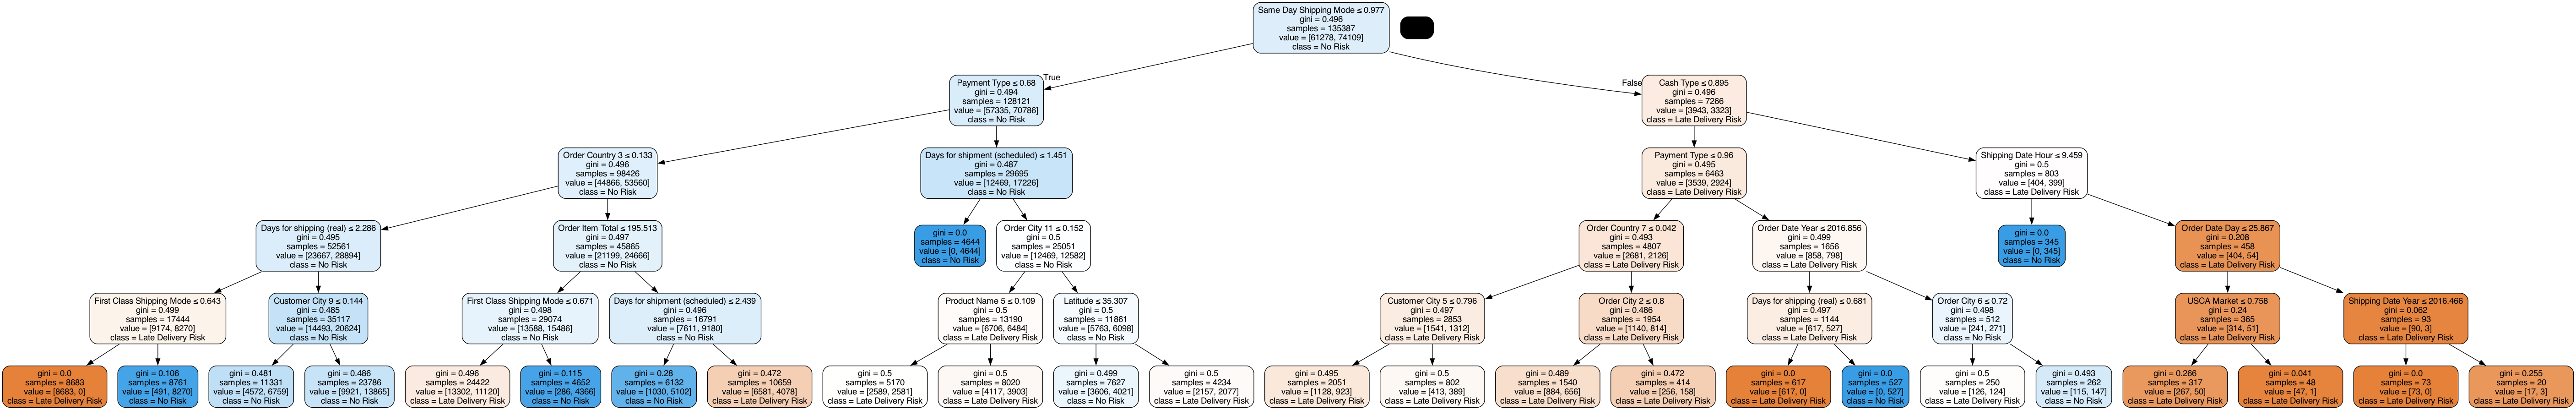 Same Day Shipping Mode ≤ 0.977
gini = 0.496
samples = 135387
value = [61278, 74109]
class = No Risk
True
False
Payment Type ≤ 0.68
gini = 0.494
samples = 128121
value = [57335, 70786]
class = No Risk
Cash Type ≤ 0.895
gini = 0.496
samples = 7266
value = [3943, 3323]
class = Late Delivery Risk
Order Country 3 ≤ 0.133
gini = 0.496
samples = 98426
value = [44866, 53560]
class = No Risk
Days for shipment (scheduled) ≤ 1.451
gini = 0.487
samples = 29695
value = [12469, 17226]
class = No Risk
Payment Type ≤ 0.96
gini = 0.495
samples = 6463
value = [3539, 2924]
class = Late Delivery Risk
Shipping Date Hour ≤ 9.459
gini = 0.5
samples = 803
value = [404, 399]
class = Late Delivery Risk
Days for shipping (real) ≤ 2.286
gini = 0.495
samples = 52561
value = [23667, 28894]
class = No Risk
Order Item Total ≤ 195.513
gini = 0.497
samples = 45865
value = [21199, 24666]
class = No Risk
gini = 0.0
samples = 4644
value = [0, 4644]
class = No Risk
Order City 11 ≤ 0.152
gini = 0.5
samples = 25051
value = [12469, 12582]
class = No Risk
Order Country 7 ≤ 0.042
gini = 0.493
samples = 4807
value = [2681, 2126]
class = Late Delivery Risk
Order Date Year ≤ 2016.856
gini = 0.499
samples = 1656
value = [858, 798]
class = Late Delivery Risk
gini = 0.0
samples = 345
value = [0, 345]
class = No Risk
Order Date Day ≤ 25.867
gini = 0.208
samples = 458
value = [404, 54]
class = Late Delivery Risk
First Class Shipping Mode ≤ 0.643
gini = 0.499
samples = 17444
value = [9174, 8270]
class = Late Delivery Risk
Customer City 9 ≤ 0.144
gini = 0.485
samples = 35117
value = [14493, 20624]
class = No Risk
First Class Shipping Mode ≤ 0.671
gini = 0.498
samples = 29074
value = [13588, 15486]
class = No Risk
Days for shipment (scheduled) ≤ 2.439
gini = 0.496
samples = 16791
value = [7611, 9180]
class = No Risk
Product Name 5 ≤ 0.109
gini = 0.5
samples = 13190
value = [6706, 6484]
class = Late Delivery Risk
Latitude ≤ 35.307
gini = 0.5
samples = 11861
value = [5763, 6098]
class = No Risk
Customer City 5 ≤ 0.796
gini = 0.497
samples = 2853
value = [1541, 1312]
class = Late Delivery Risk
Order City 2 ≤ 0.8
gini = 0.486
samples = 1954
value = [1140, 814]
class = Late Delivery Risk
Days for shipping (real) ≤ 0.681
gini = 0.497
samples = 1144
value = [617, 527]
class = Late Delivery Risk
Order City 6 ≤ 0.72
gini = 0.498
samples = 512
value = [241, 271]
class = No Risk
USCA Market ≤ 0.758
gini = 0.24
samples = 365
value = [314, 51]
class = Late Delivery Risk
Shipping Date Year ≤ 2016.466
gini = 0.062
samples = 93
value = [90, 3]
class = Late Delivery Risk
gini = 0.0
samples = 8683
value = [8683, 0]
class = Late Delivery Risk
gini = 0.106
samples = 8761
value = [491, 8270]
class = No Risk
gini = 0.481
samples = 11331
value = [4572, 6759]
class = No Risk
gini = 0.486
samples = 23786
value = [9921, 13865]
class = No Risk
gini = 0.496
samples = 24422
value = [13302, 11120]
class = Late Delivery Risk
gini = 0.115
samples = 4652
value = [286, 4366]
class = No Risk
gini = 0.28
samples = 6132
value = [1030, 5102]
class = No Risk
gini = 0.472
samples = 10659
value = [6581, 4078]
class = Late Delivery Risk
gini = 0.5
samples = 5170
value = [2589, 2581]
class = Late Delivery Risk
gini = 0.5
samples = 8020
value = [4117, 3903]
class = Late Delivery Risk
gini = 0.499
samples = 7627
value = [3606, 4021]
class = No Risk
gini = 0.5
samples = 4234
value = [2157, 2077]
class = Late Delivery Risk
gini = 0.495
samples = 2051
value = [1128, 923]
class = Late Delivery Risk
gini = 0.5
samples = 802
value = [413, 389]
class = Late Delivery Risk
gini = 0.489
samples = 1540
value = [884, 656]
class = Late Delivery Risk
gini = 0.472
samples = 414
value = [256, 158]
class = Late Delivery Risk
gini = 0.0
samples = 617
value = [617, 0]
class = Late Delivery Risk
gini = 0.0
samples = 527
value = [0, 527]
class = No Risk
gini = 0.5
samples = 250
value = [126, 124]
class = Late Delivery Risk
gini = 0.493
samples = 262
value = [115, 147]
class = No Risk
gini = 0.266
samples = 317
value = [267, 50]
class = Late Delivery Risk
gini = 0.041
samples = 48
value = [47, 1]
class = Late Delivery Risk
gini = 0.0
samples = 73
value = [73, 0]
class = Late Delivery Risk
gini = 0.255
samples = 20
value = [17, 3]
class = Late Delivery Risk